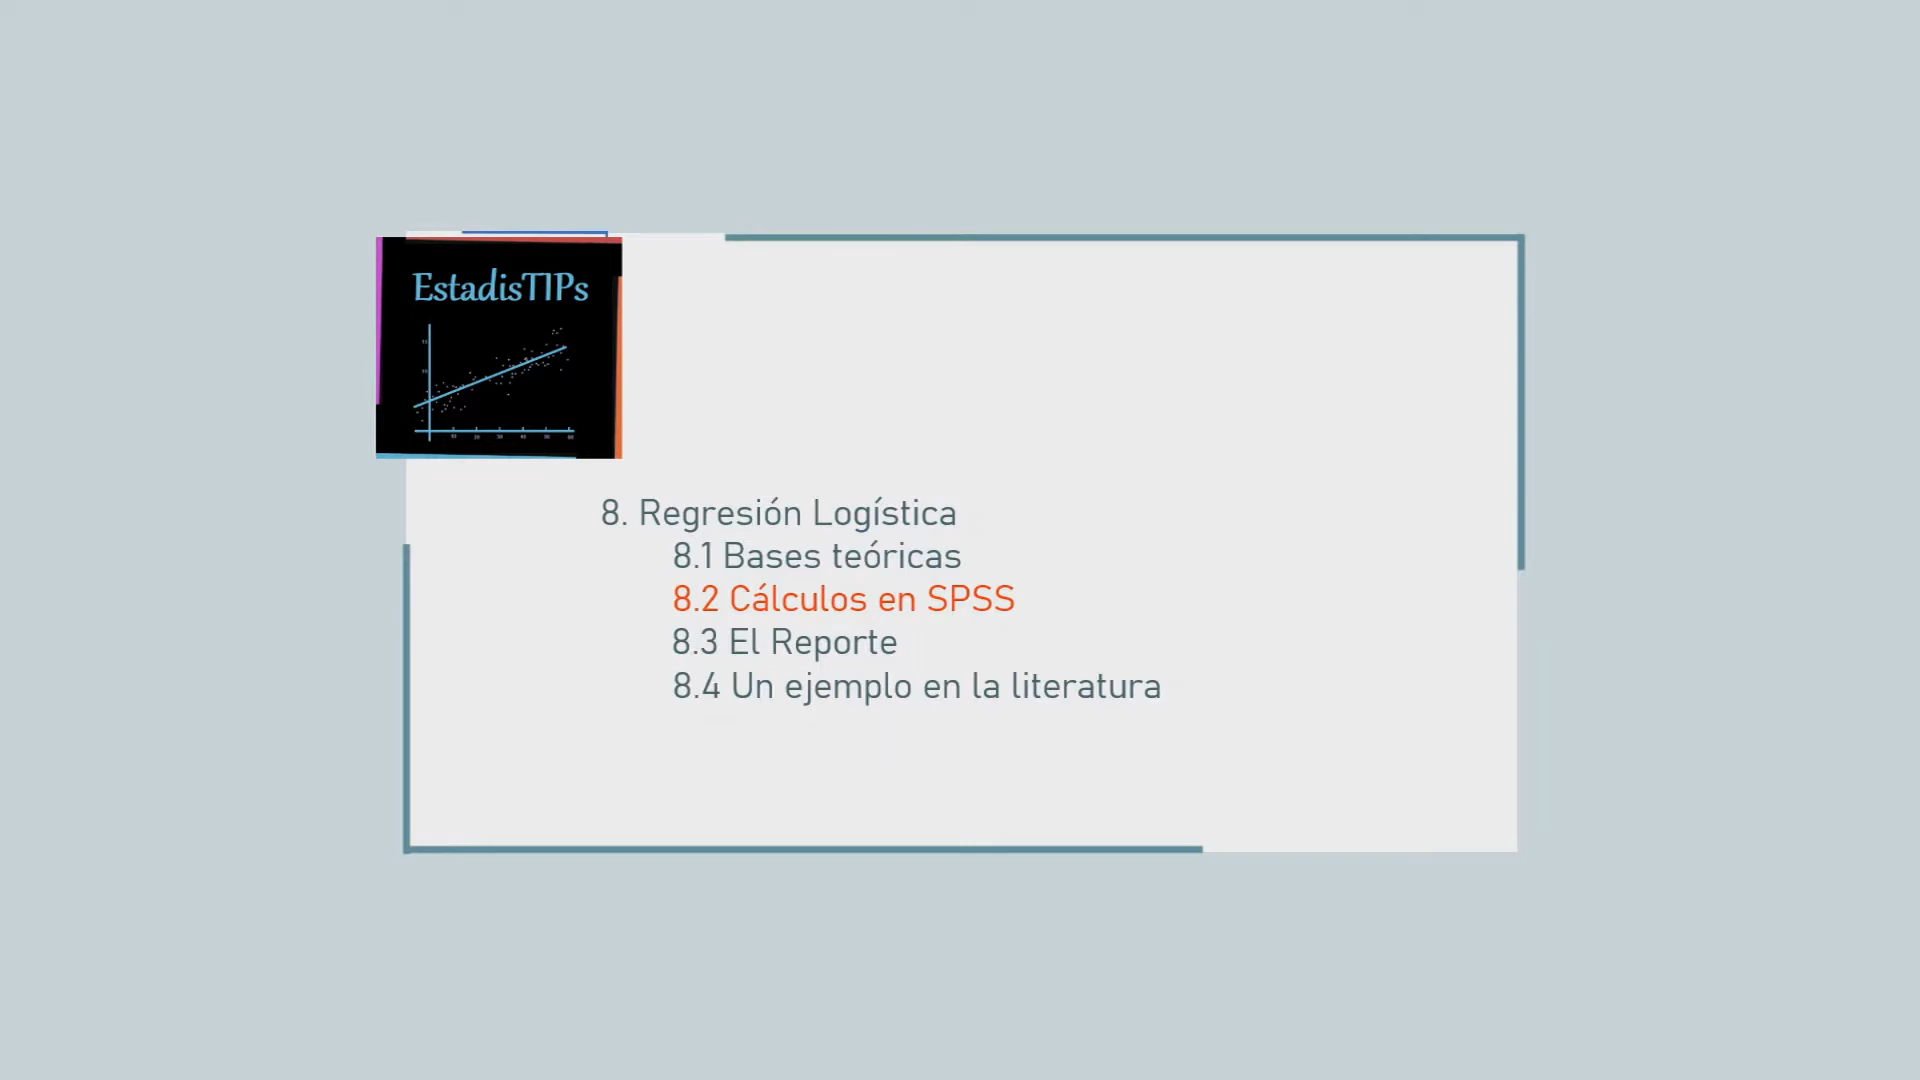 EstadisTIPs
8. Regresión Logística
8.1 Bases teóricas
8.2 Cálculos en SPSS
8.3 El Reporte
8.4 Un ejemplo en la literatura